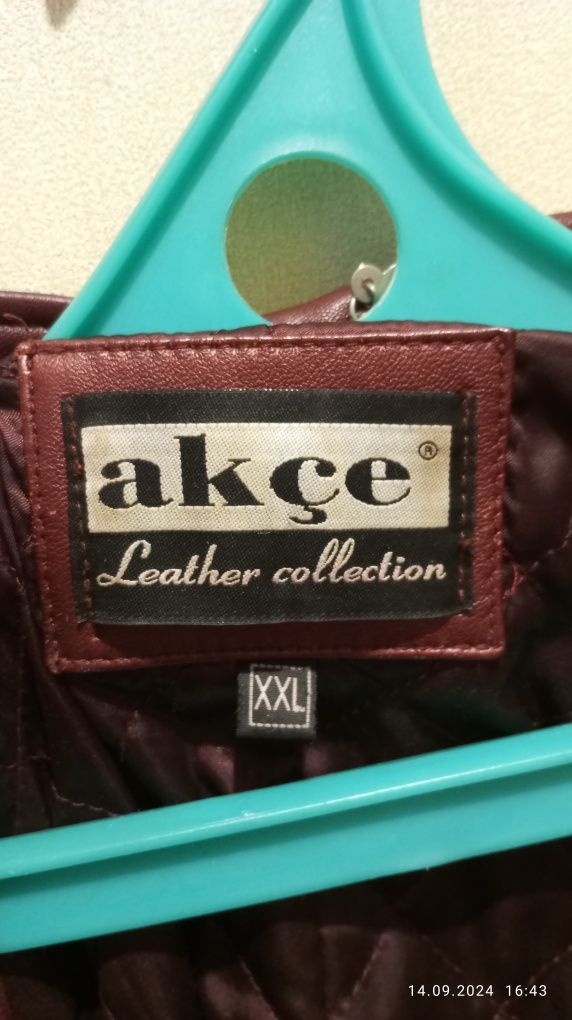 akçe®
Leather collection
XXL
14.09.2024 16:43